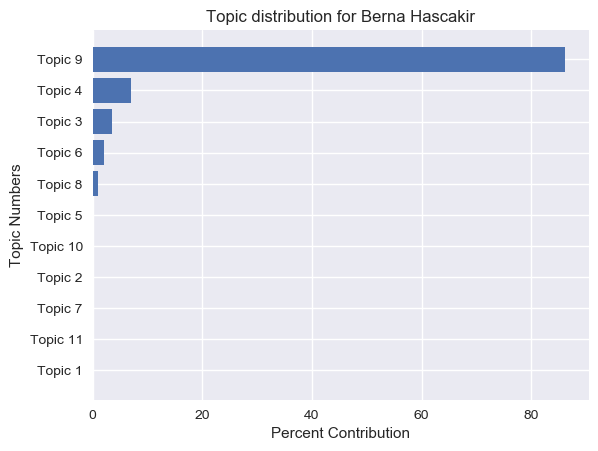 Topic distribution for Berna Hascakir
Topic Numbers
Topic 9
Topic 4
Topic 3
Topic 6
Topic 8
Topic 5
Topic 10
Topic 2
Topic 7
Topic 11
Topic 1
0 20 40 60 80
Percent Contribution